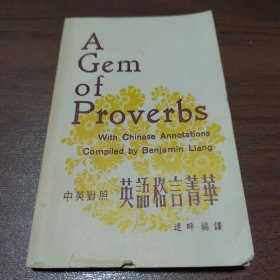 A
Gem
of
Proverbs
With Chinese Annotations
Compiled by Benjamin Liang
中英對照 英語格言菁華
達時編譯